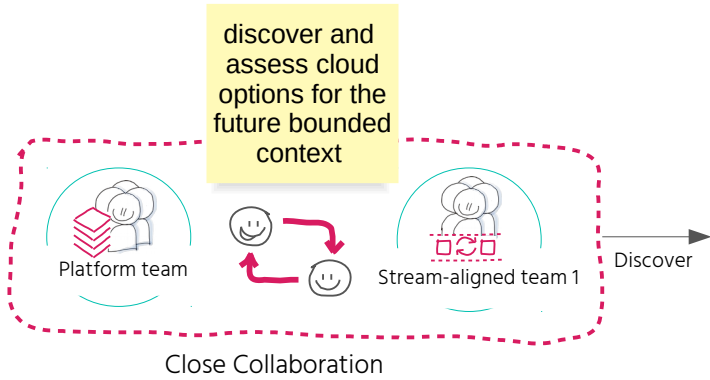 discover and
assess cloud
options for the
future bounded
context
Platform team
Stream-aligned team 1
Discover
Close Collaboration